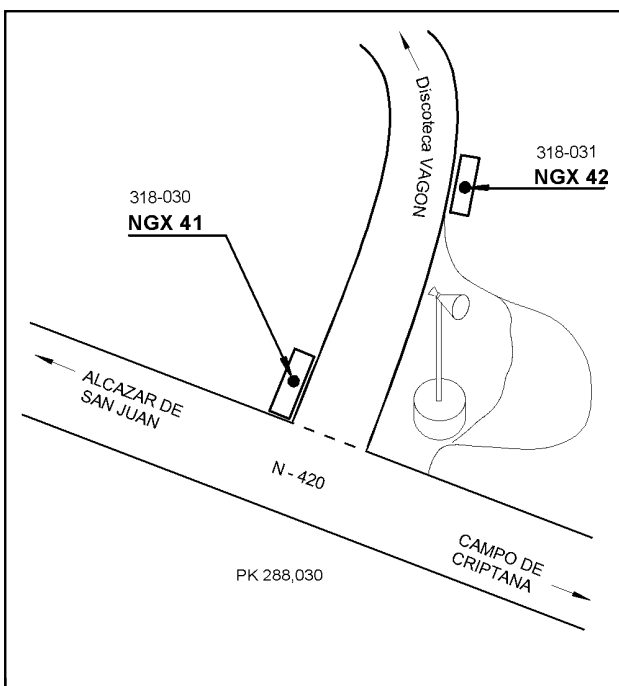 Discoteca VAGON
318-031
NGX 42
318-030
NGX 41
ALCAZAR DE
SAN JUAN
N - 420
CAMPO DE
CRIPTANA
PK 288,030